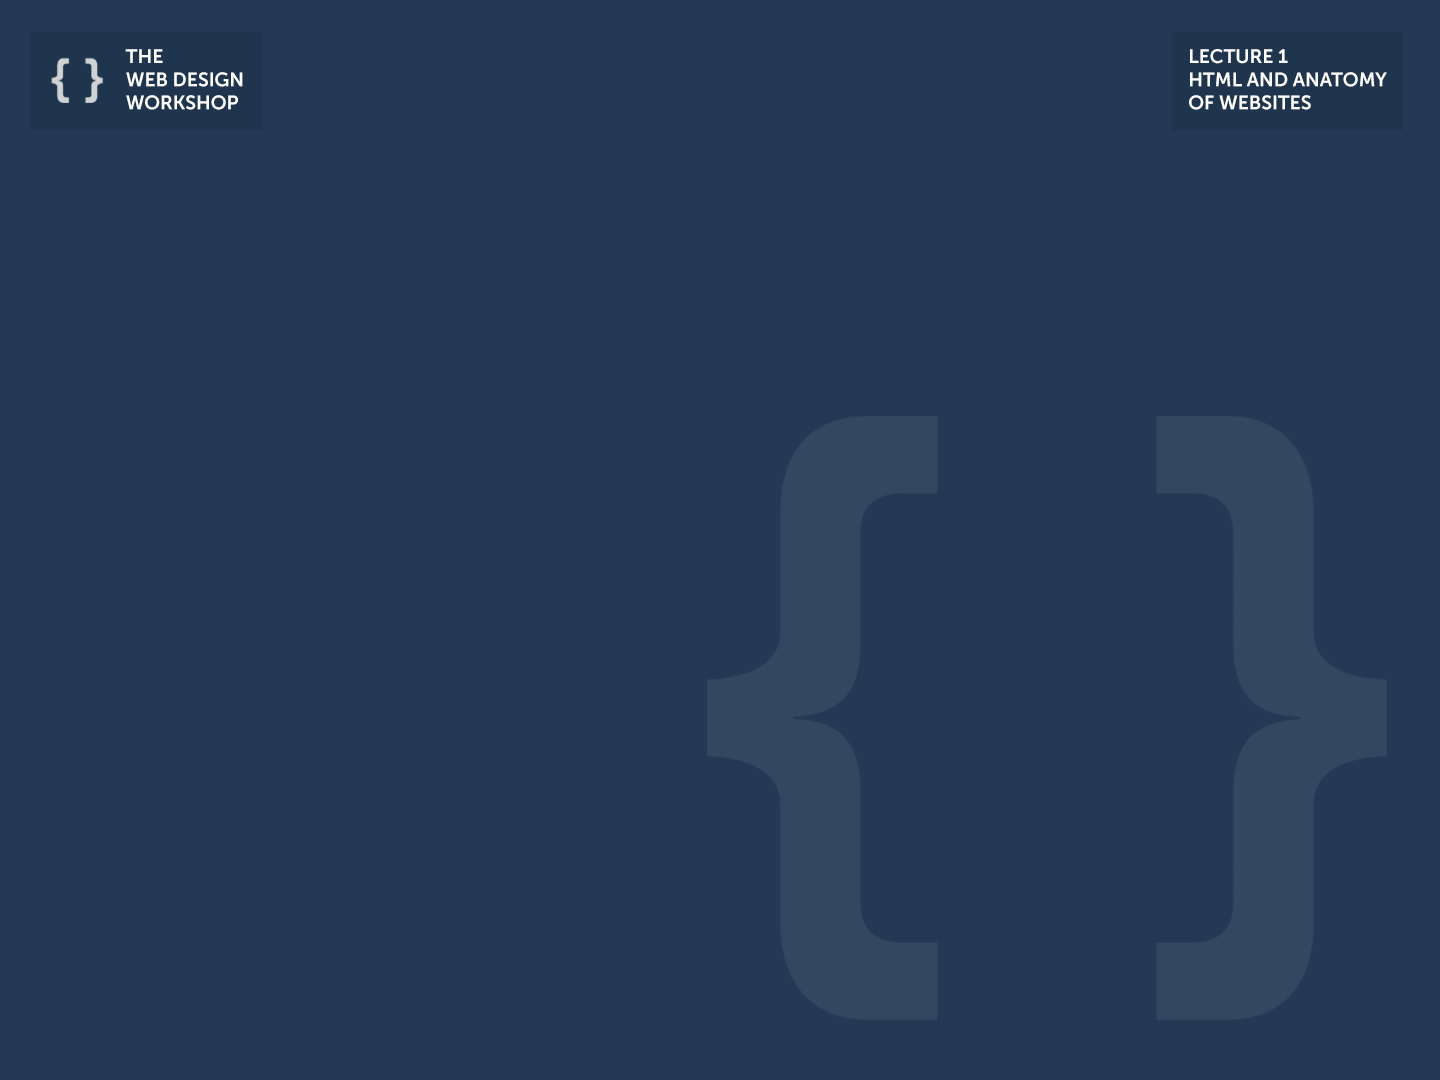 { }
THE
WEB DESIGN
WORKSHOP
LECTURE 1
HTML AND ANATOMY
OF WEBSITES
{ }